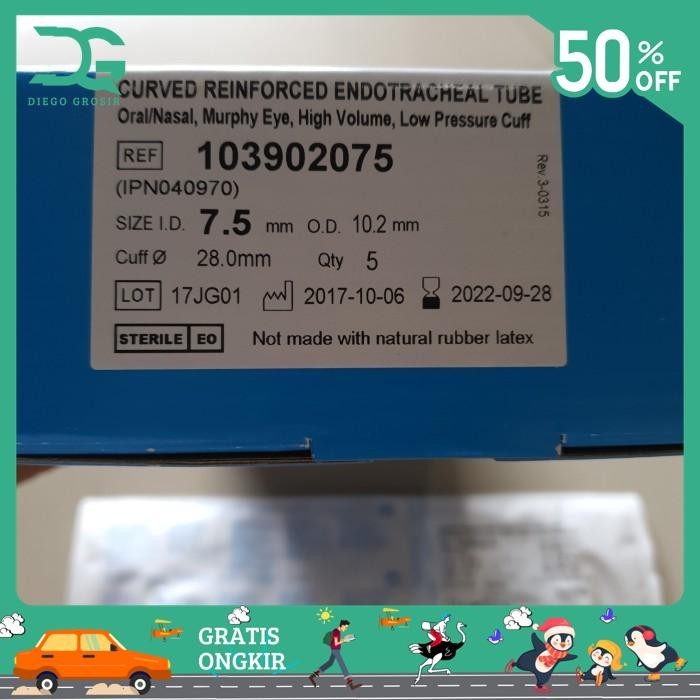 DG
DIEGO GROSIR
50% OFF
CURVED REINFORCED ENDOTRACHEAL TUBE
Oral/Nasal, Murphy Eye, High Volume, Low Pressure Cuff
REF 103902075
(IPN040970)
Rev.3-0315
SIZE I.D. 7.5 mm O.D. 10.2 mm
Cuff Ø 28.0mm Qty 5
LOT 17JG01 2017-10-06 2022-09-28
STERILE EO Not made with natural rubber latex
GRATIS
ONGKIR